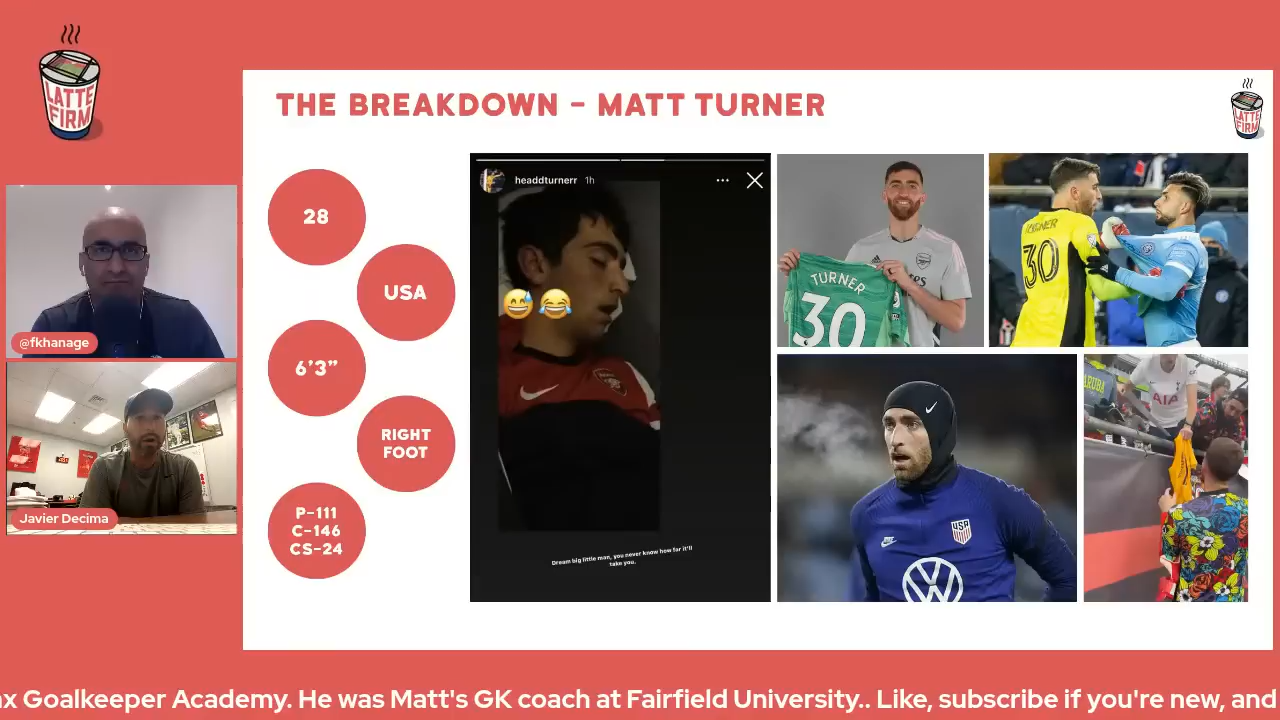 LATTE
FIRM
THE BREAKDOWN - MATT TURNER
LATTE
FIRM
28
USA
6'3"
RIGHT
FOOT
P-111
C-146
CS-24
headdturnerr 1h
Dream big little man, you never know how far it'll
take you.
TURNER
30
30
USA
ARUBA
AIA
@fkhanage
Javier Decima
ax Goalkeeper Academy. He was Matt's GK coach at Fairfield University.. Like, subscribe if you're new, and